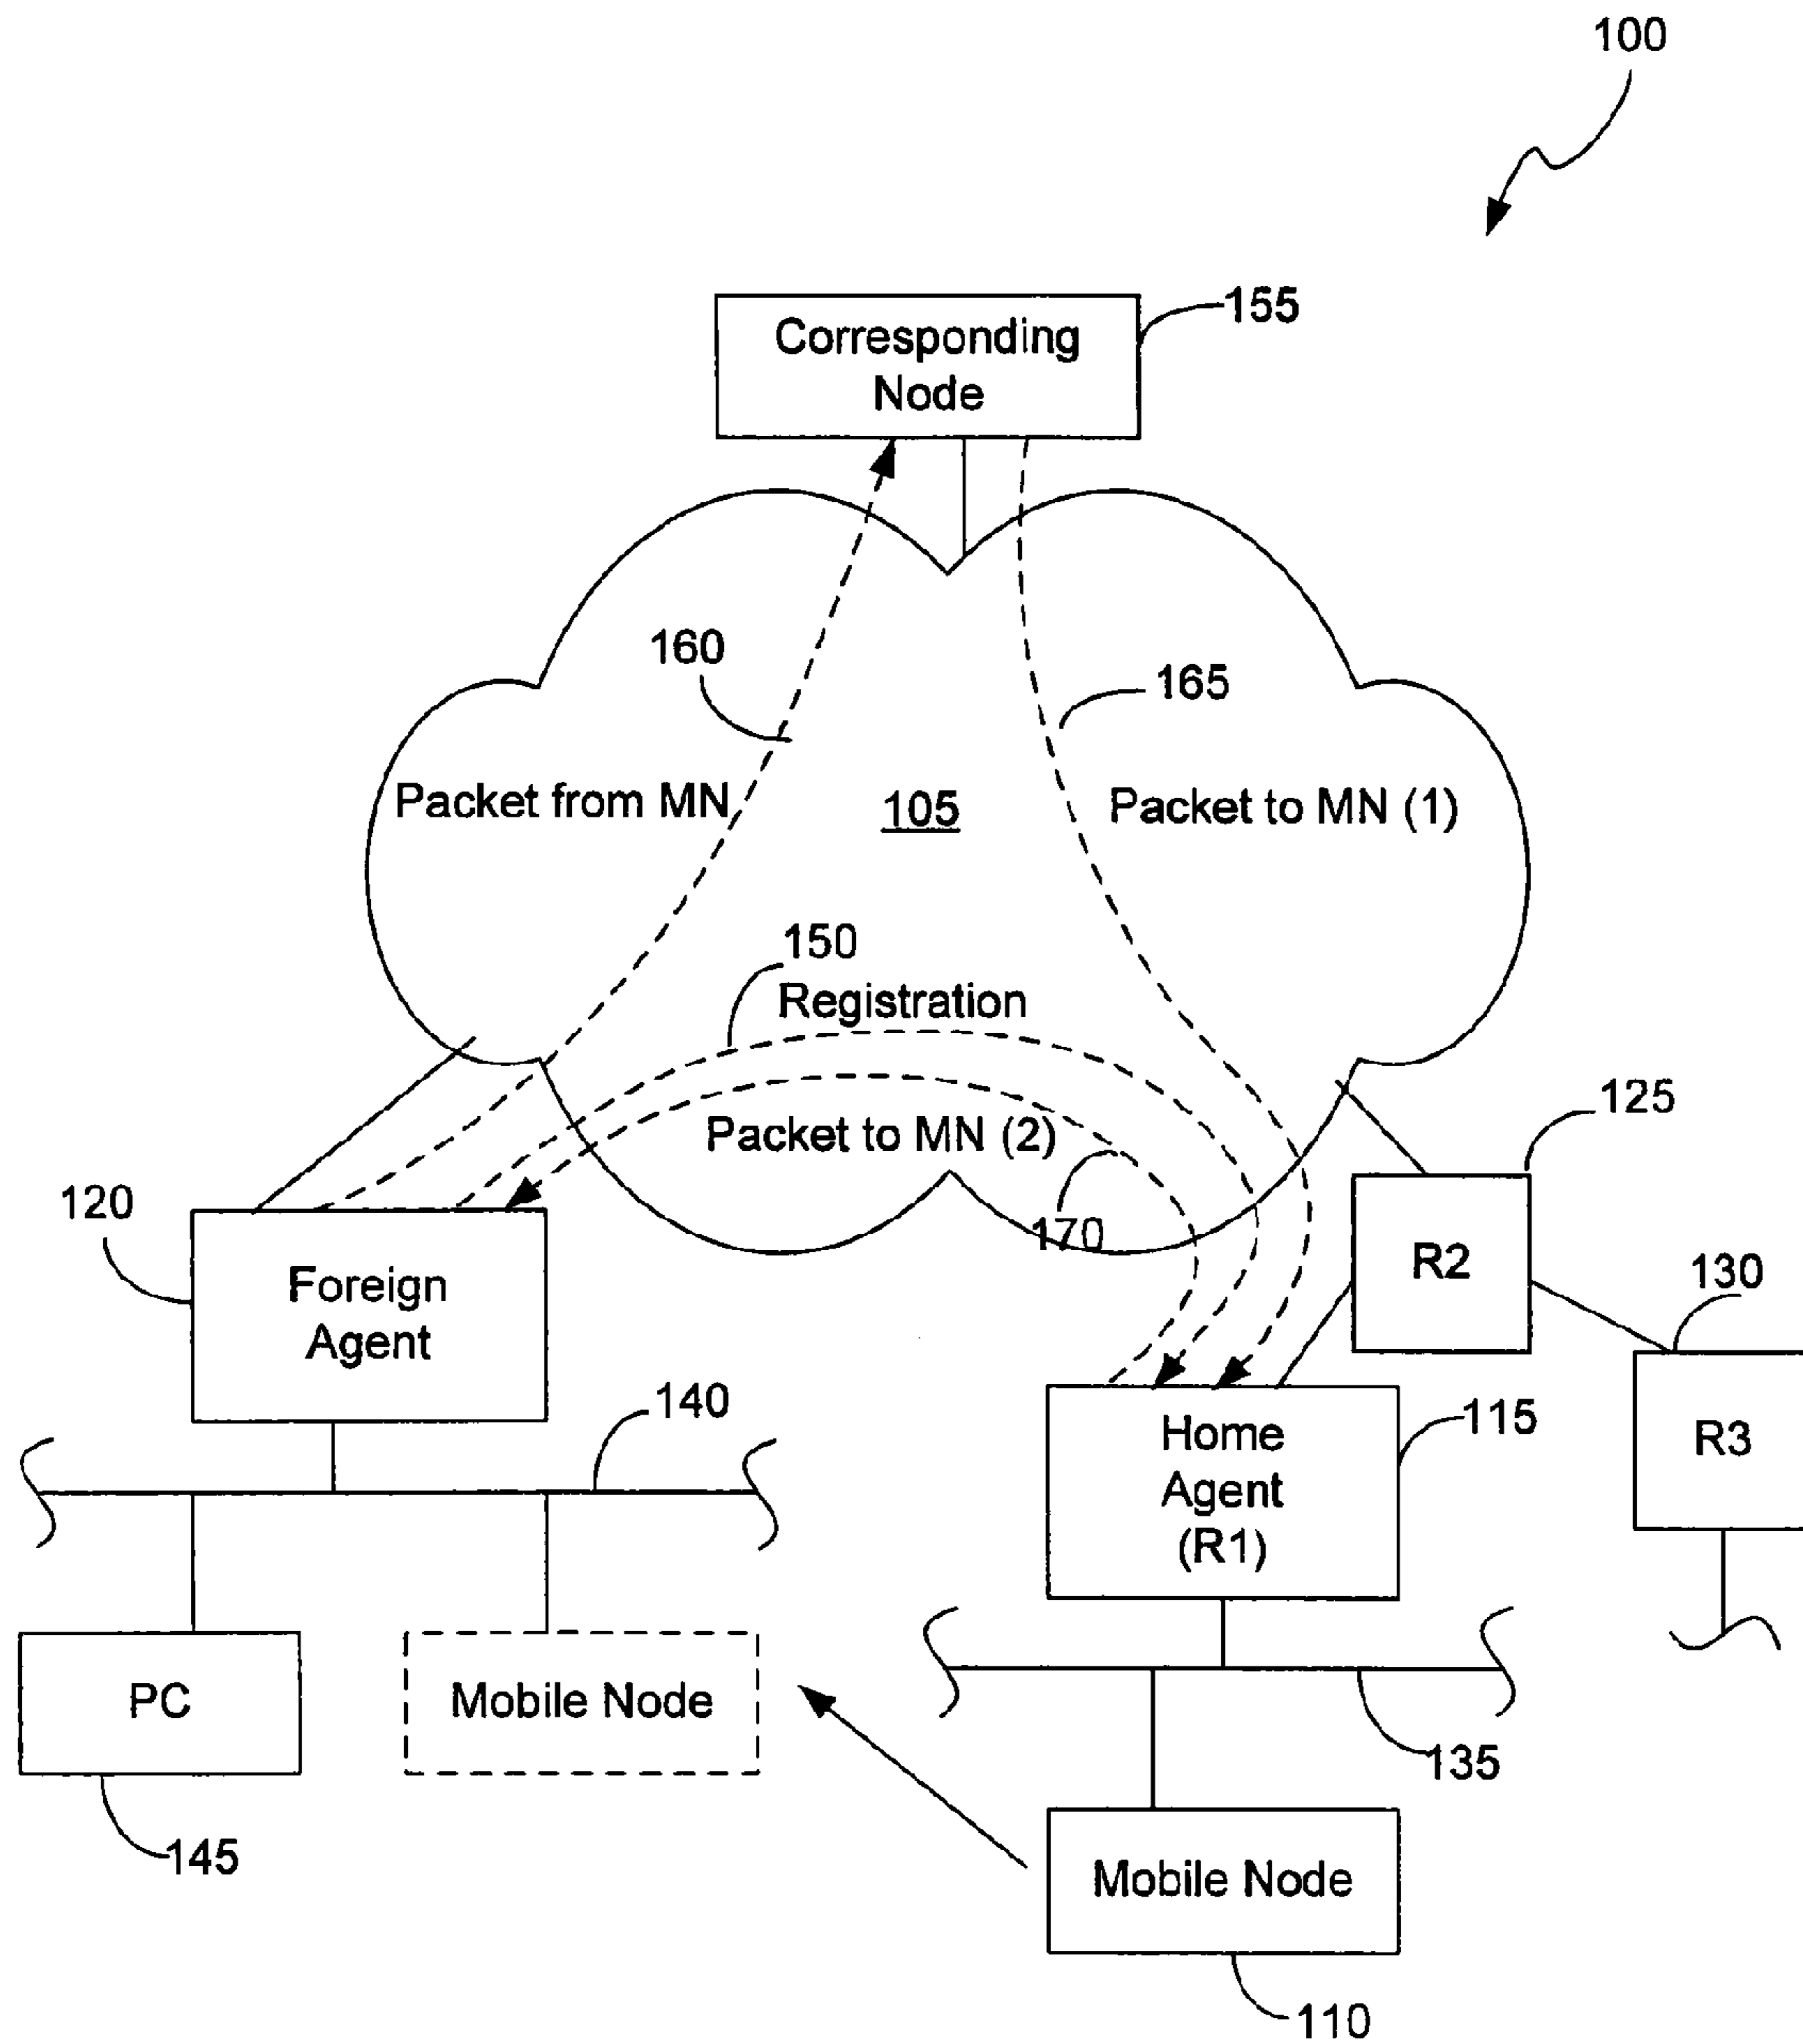 100
155
Corresponding
Node
160
165
Packet from MN
105
Packet to MN (1)
150
Registration
125
Packet to MN (2)
120
170
R2
130
Foreign
Agent
140
115
Home
Agent
(R1)
R3
PC
Mobile Node
135
145
Mobile Node
110